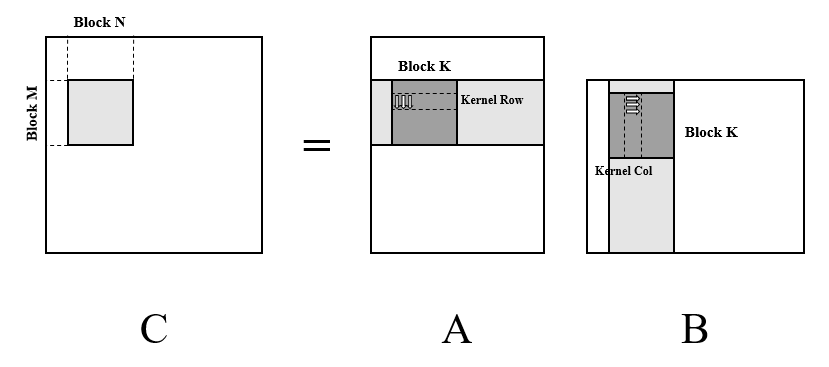 Block N
Block M
=
Block K
Kernel Row
Block K
Kernel Col
C
A
B